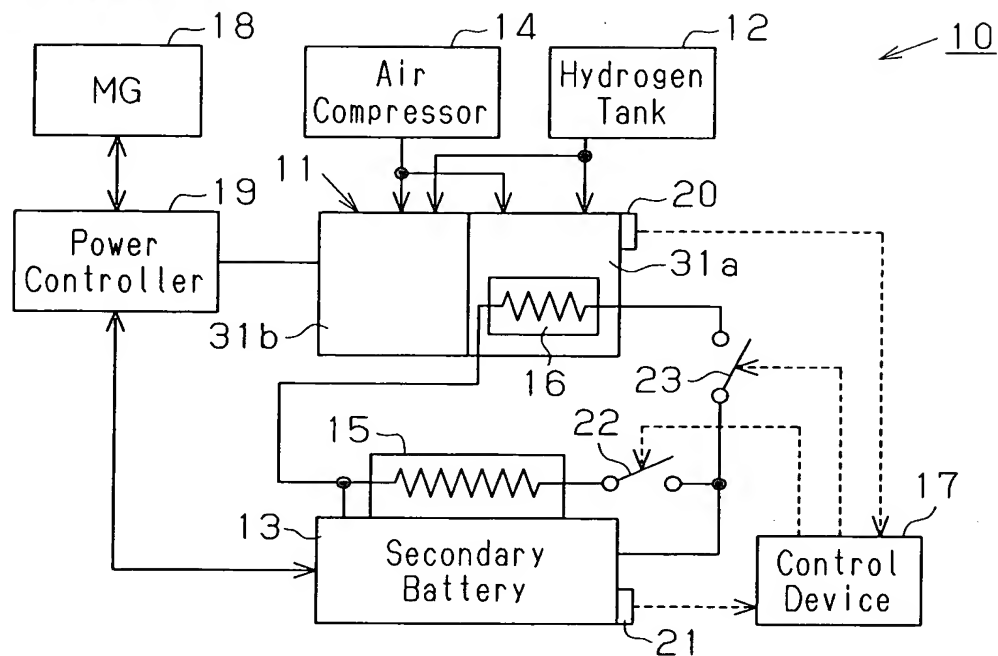 18
14
12
10
MG
Air
Compressor
Hydrogen
Tank
19
11
20
Power
Controller
31a
31b
16
23
15
22
17
13
Secondary
Battery
Control
Device
21